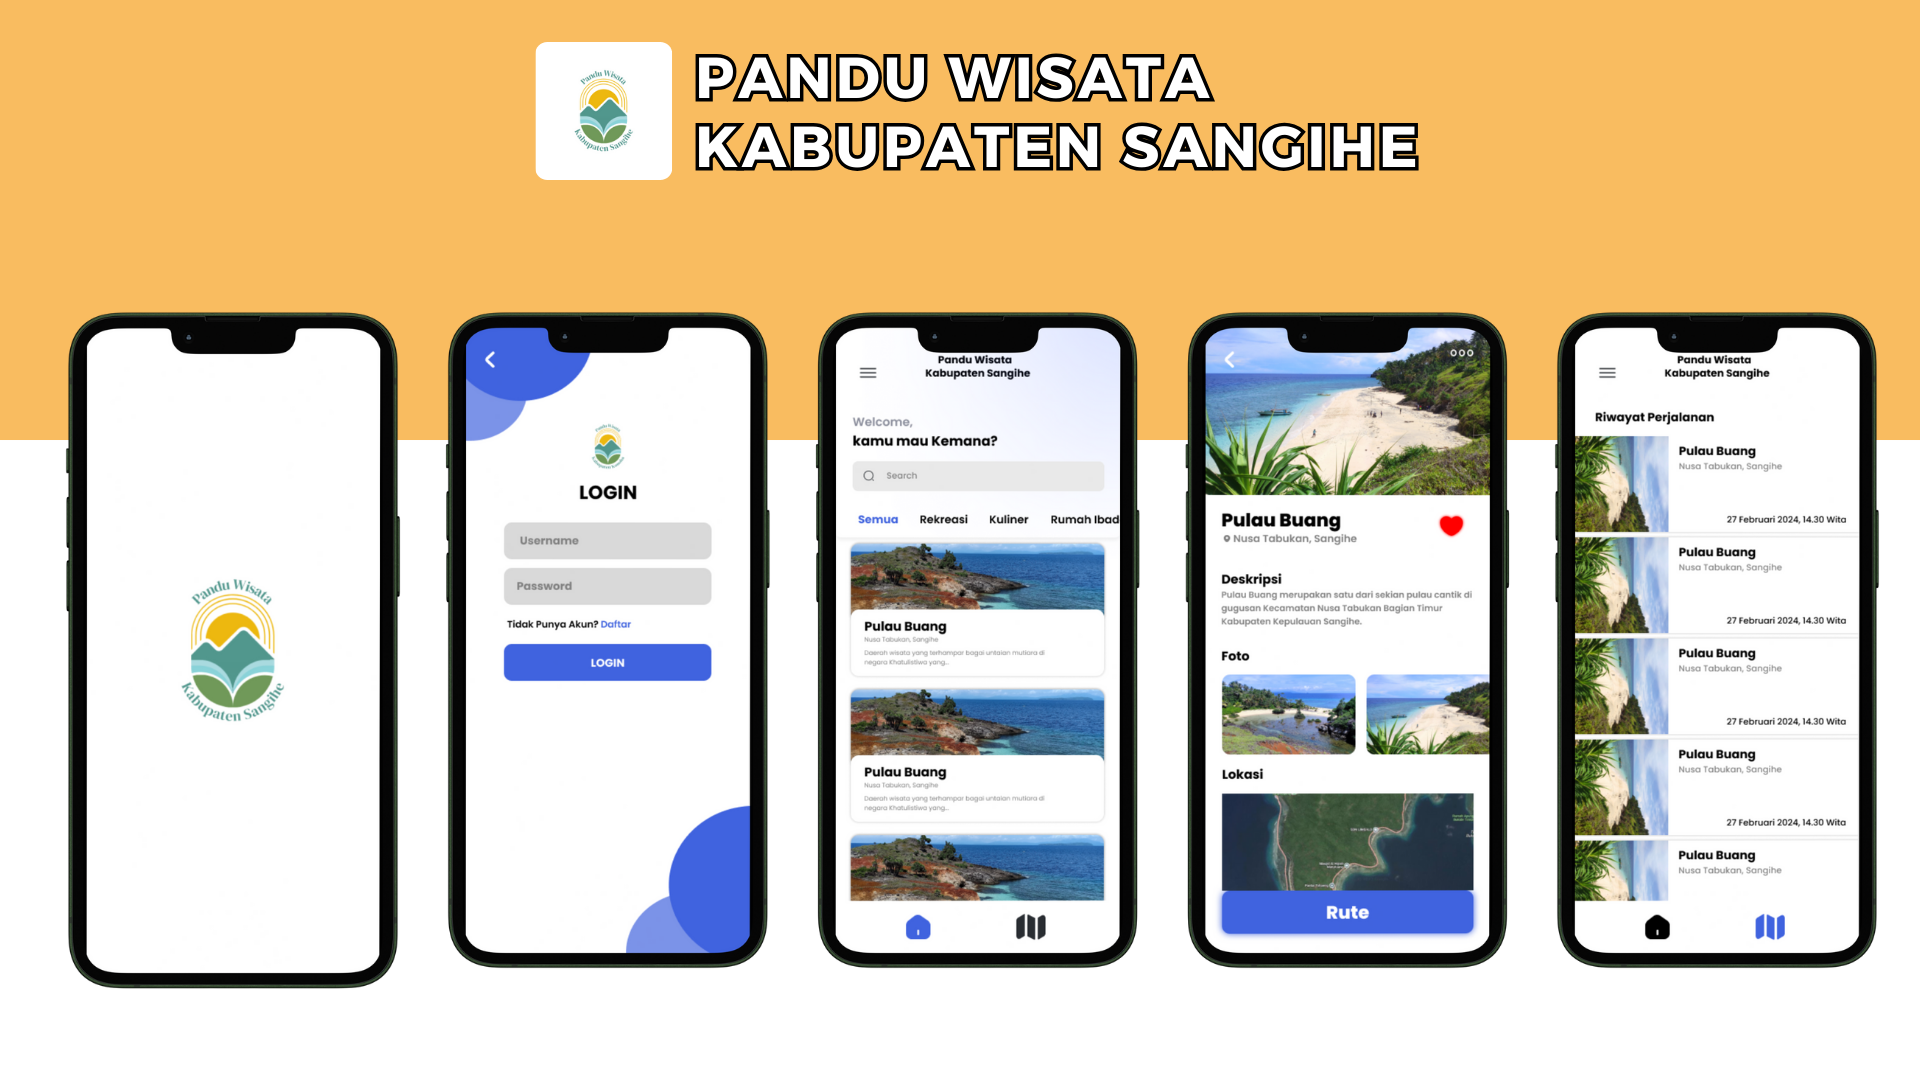 Pandu Wisata
Kabupaten Sangihe
PANDU WISATA
KABUPATEN SANGIHE
Pandu Wisata
Kabupaten Sangihe
Pandu Wisata
LOGIN
Username
Password
Tidak Punya Akun? Daftar
LOGIN
Pandu Wisata
Kabupaten Sangihe
Welcome,
kamu mau Kemana?
Search
Semua Rekreasi Kuliner Rumah Ibad
Pulau Buang
Nusa Tabukan, Sangihe
Daerah wisata yang terhampar bagai untaian mutiara di
negara Khatulistiwa yang...
Pulau Buang
Nusa Tabukan, Sangihe
Daerah wisata yang terhampar bagai untaian mutiara di
negara Khatulistiwa yang...
Pulau Buang
Nusa Tabukan, Sangihe
Deskripsi
Pulau Buang merupakan satu dari sekian pulau cantik di
gugusan Kecamatan Nusa Tabukan Bagian Timur
Kabupaten Kepulauan Sangihe.
Foto
Lokasi
Rute
Pandu Wisata
Kabupaten Sangihe
Riwayat Perjalanan
Pulau Buang
Nusa Tabukan, Sangihe
27 Februari 2024, 14.30 Wita
Pulau Buang
Nusa Tabukan, Sangihe
27 Februari 2024, 14.30 Wita
Pulau Buang
Nusa Tabukan, Sangihe
27 Februari 2024, 14.30 Wita
Pulau Buang
Nusa Tabukan, Sangihe
27 Februari 2024, 14.30 Wita
Pulau Buang
Nusa Tabukan, Sangihe